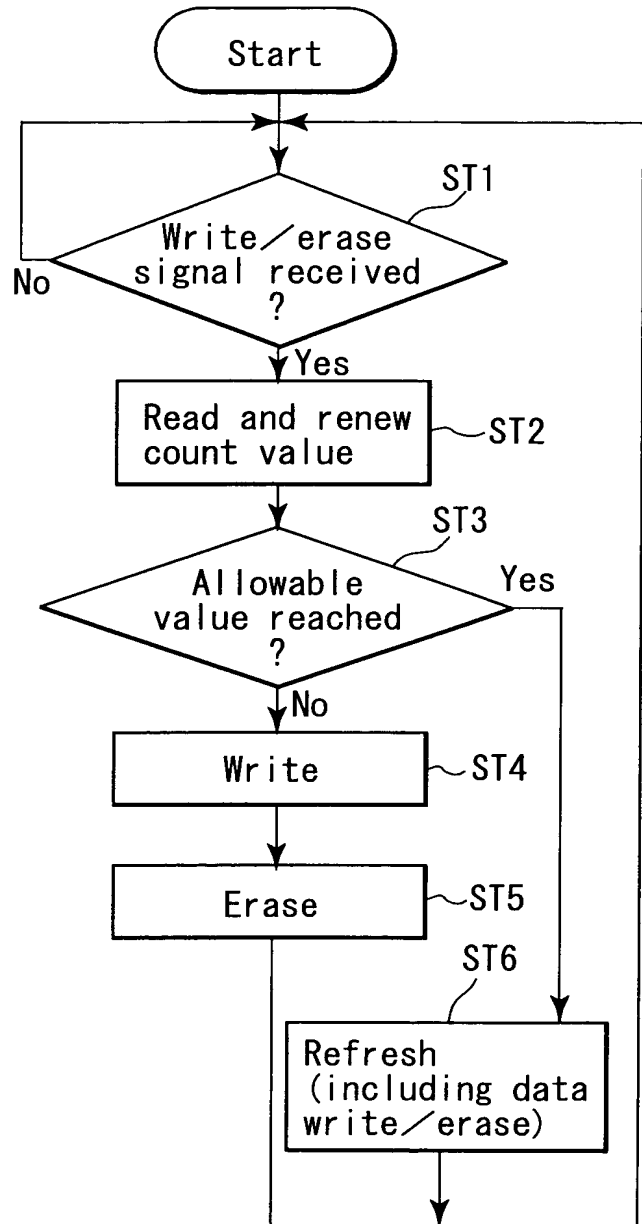 Start
ST1
Write/erase
signal received
?
No
Yes
Read and renew
count value
ST2
ST3
Allowable
value reached
?
Yes
No
Write
ST4
Erase
ST5
ST6
Refresh
(including data
write/erase)